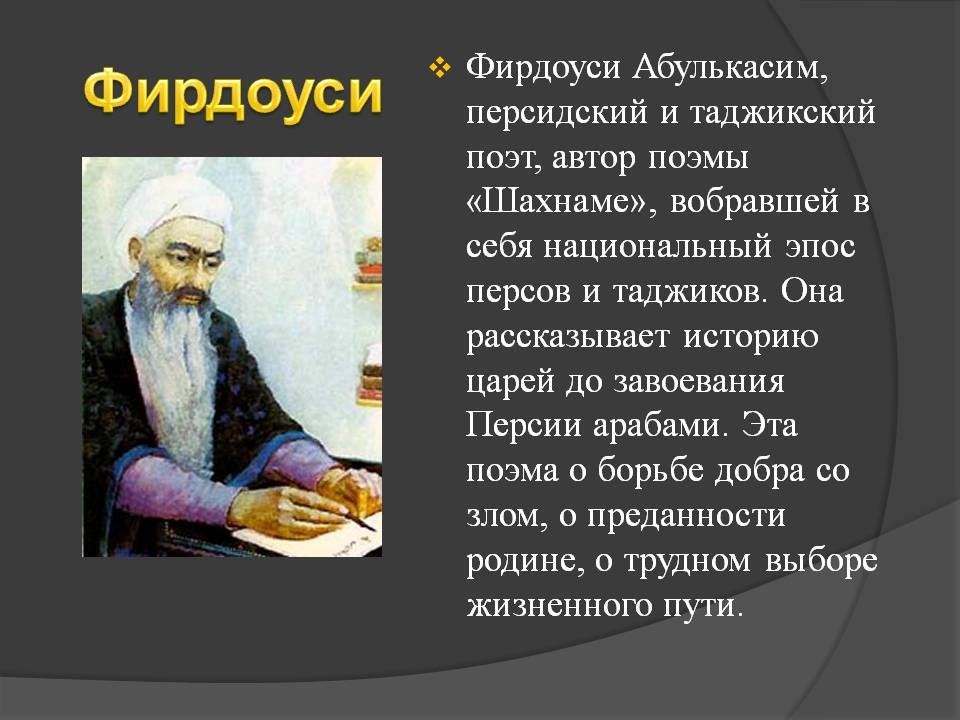 Фирдоуси
Фирдоуси Абулькасим,
персидский и таджикский
поэт, автор поэмы
«Шахнаме», вобравшей в
себя национальный эпос
персов и таджиков. Она
рассказывает историю
царей до завоевания
Персии арабами. Эта
поэма о борьбе добра со
злом, о преданности
родине, о трудном выборе
жизненного пути.